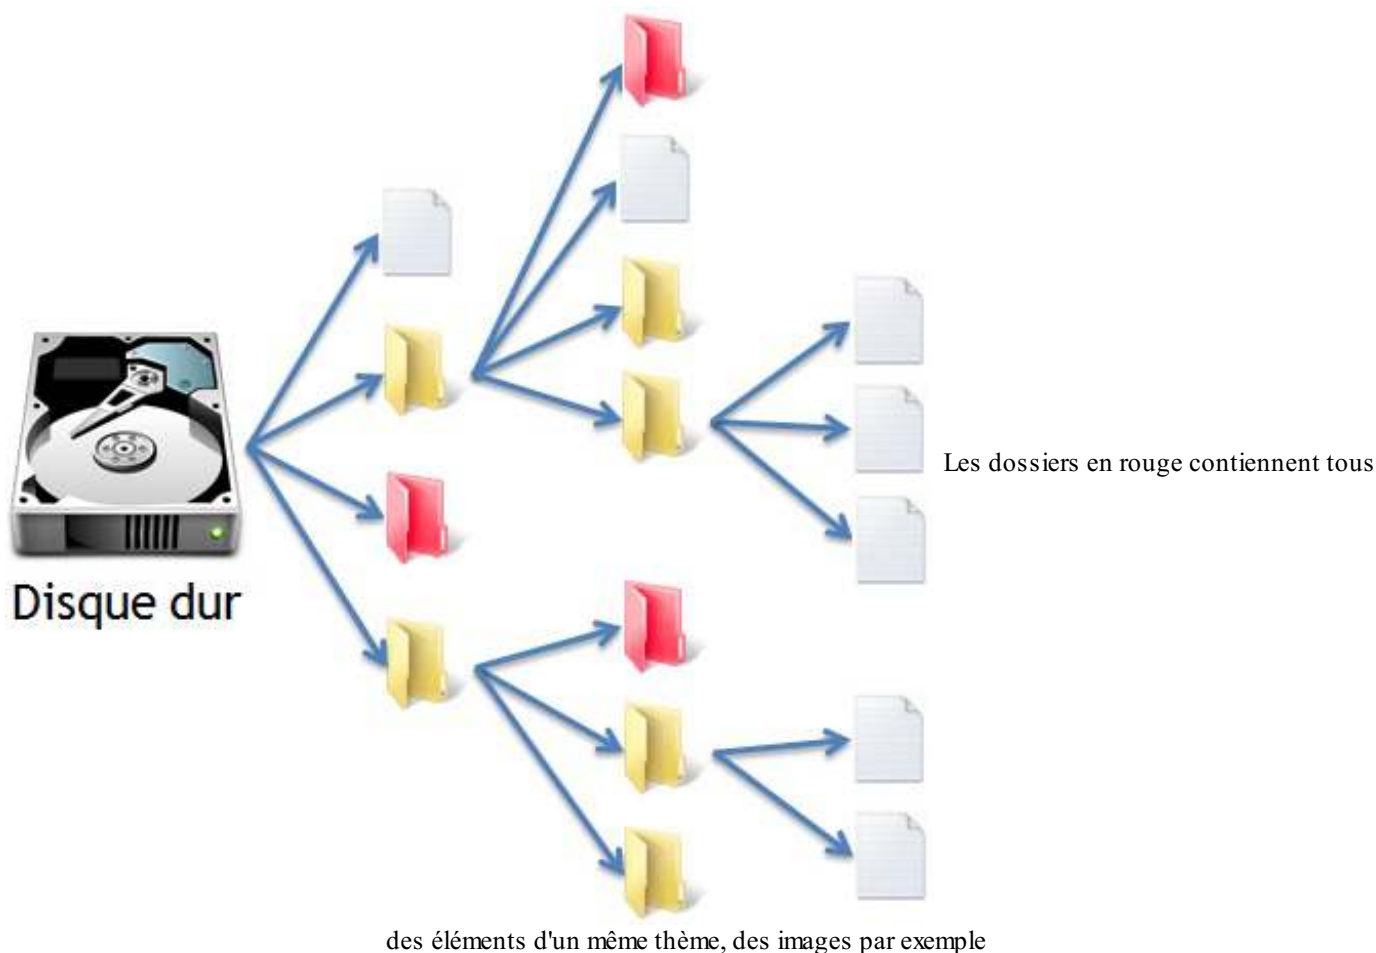 Disque dur
Les dossiers en rouge contiennent tous
des éléments d'un même thème, des images par exemple